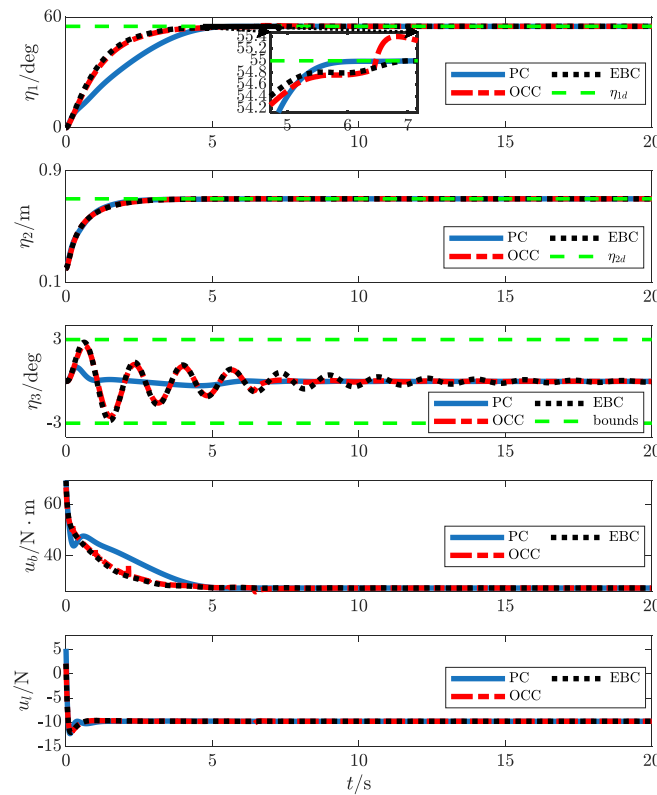 60
η1/deg
0
55.4
55.2
55
54.8
54.6
54.4
54.2
5 6 7
PC EBC
OCC η1d
0 5 10 15 20
0.9
η2/m
0.1
PC EBC
OCC η2d
0 5 10 15 20
3
η3/deg
-3
PC EBC
OCC bounds
0 5 10 15 20
60
ub/N · m
40
PC EBC
OCC
0 5 10 15 20
5
0
ul/N
-5
-10
-15
PC EBC
OCC
0 5 10 15 20
t/s